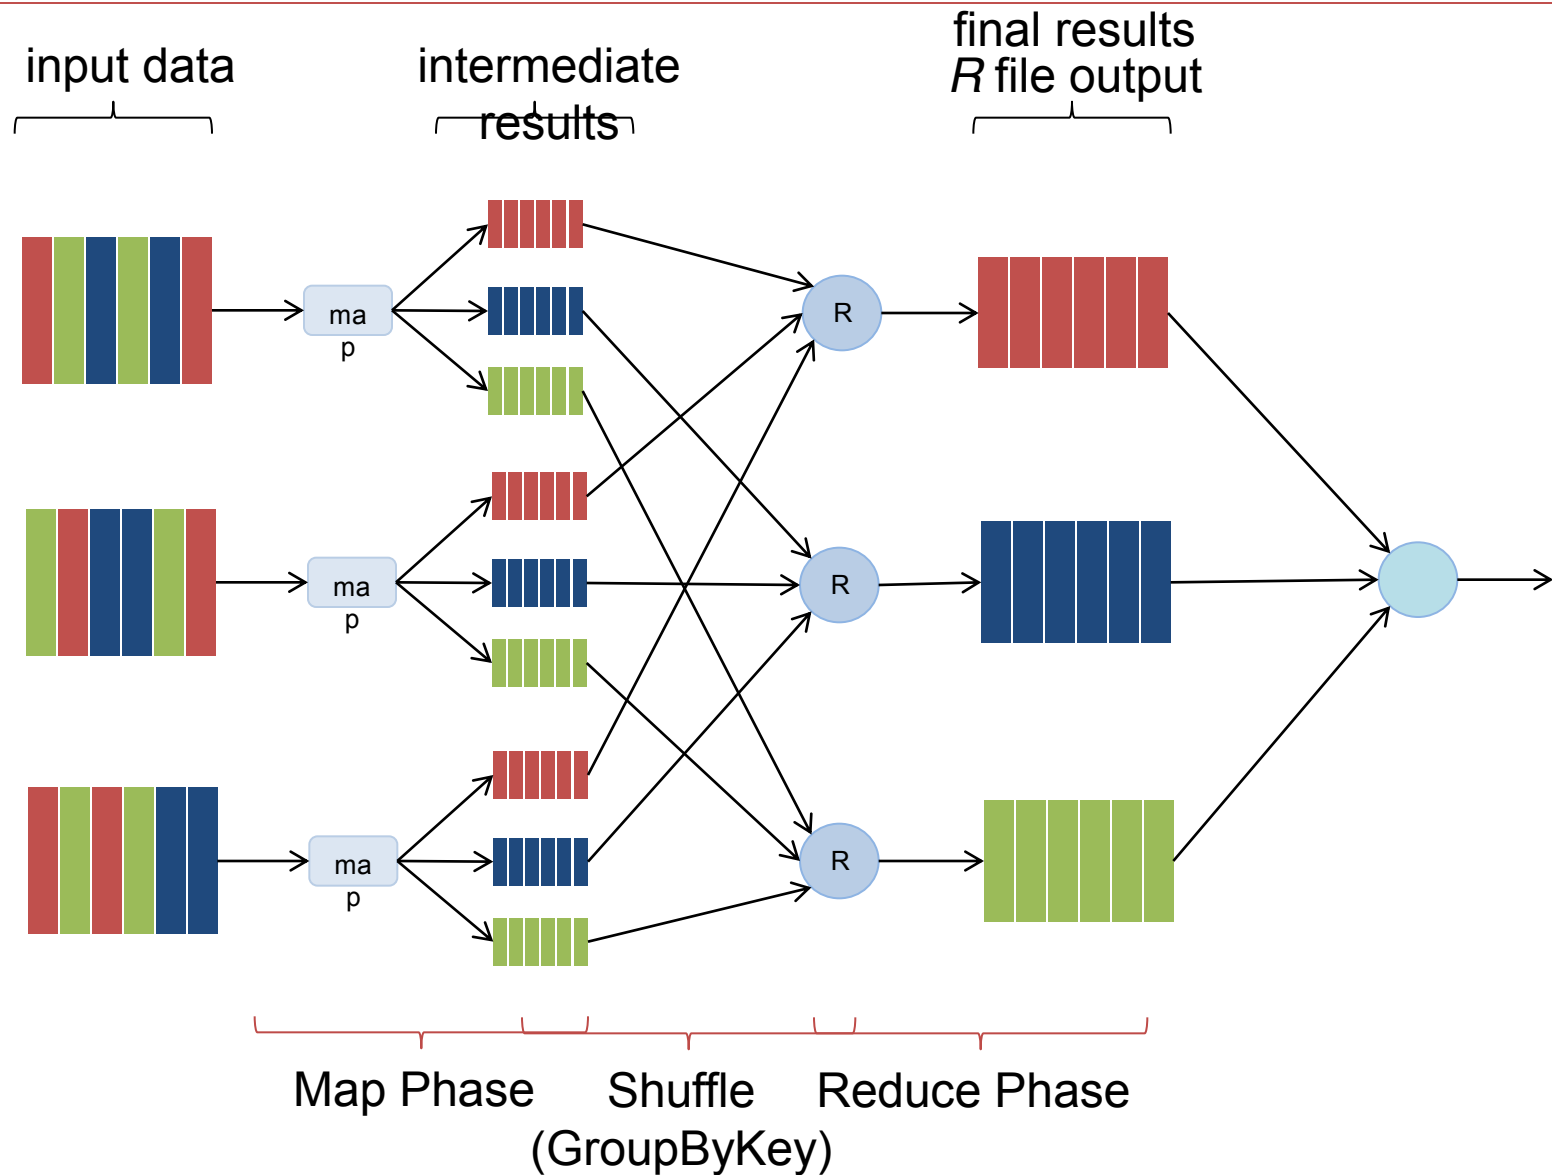 input data
intermediate
results
final results
R file output
ma
p
R
ma
p
R
ma
p
R
Map Phase
Shuffle
(GroupByKey)
Reduce Phase